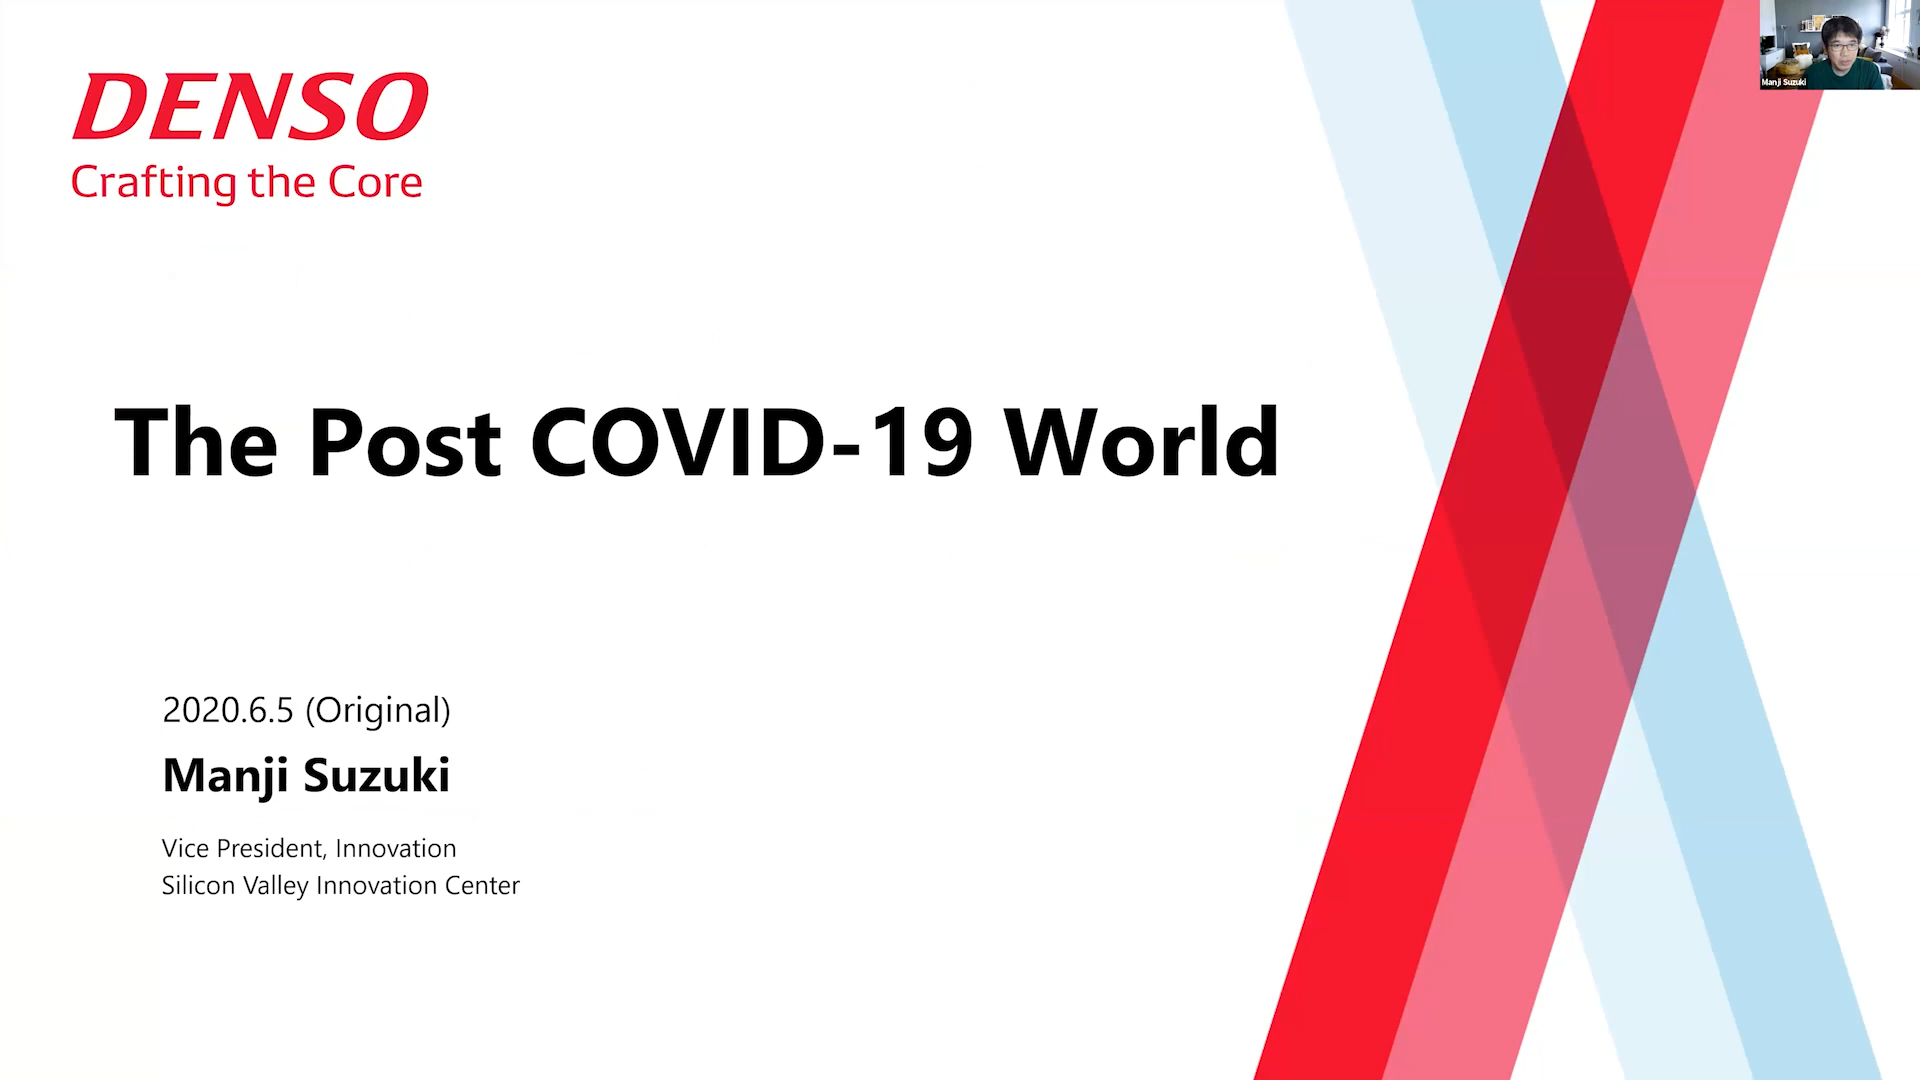 DENSO
Crafting the Core
Manji Suzuki
The Post COVID-19 World
2020.6.5 (Original)
Manji Suzuki
Vice President, Innovation
Silicon Valley Innovation Center